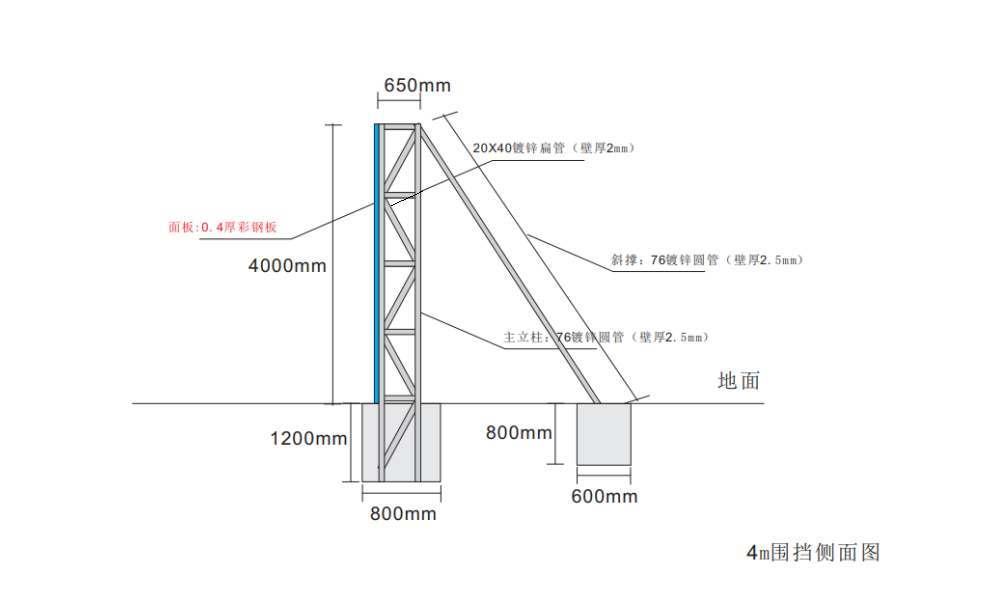 650mm
20X40镀锌扁管（壁厚2mm）
面板:0.4厚彩钢板
4000mm
斜撑：76镀锌圆管（壁厚2.5mm）
主立柱：76镀锌圆管（壁厚2.5mm）
地面
1200mm
800mm
600mm
800mm
4m围挡侧面图